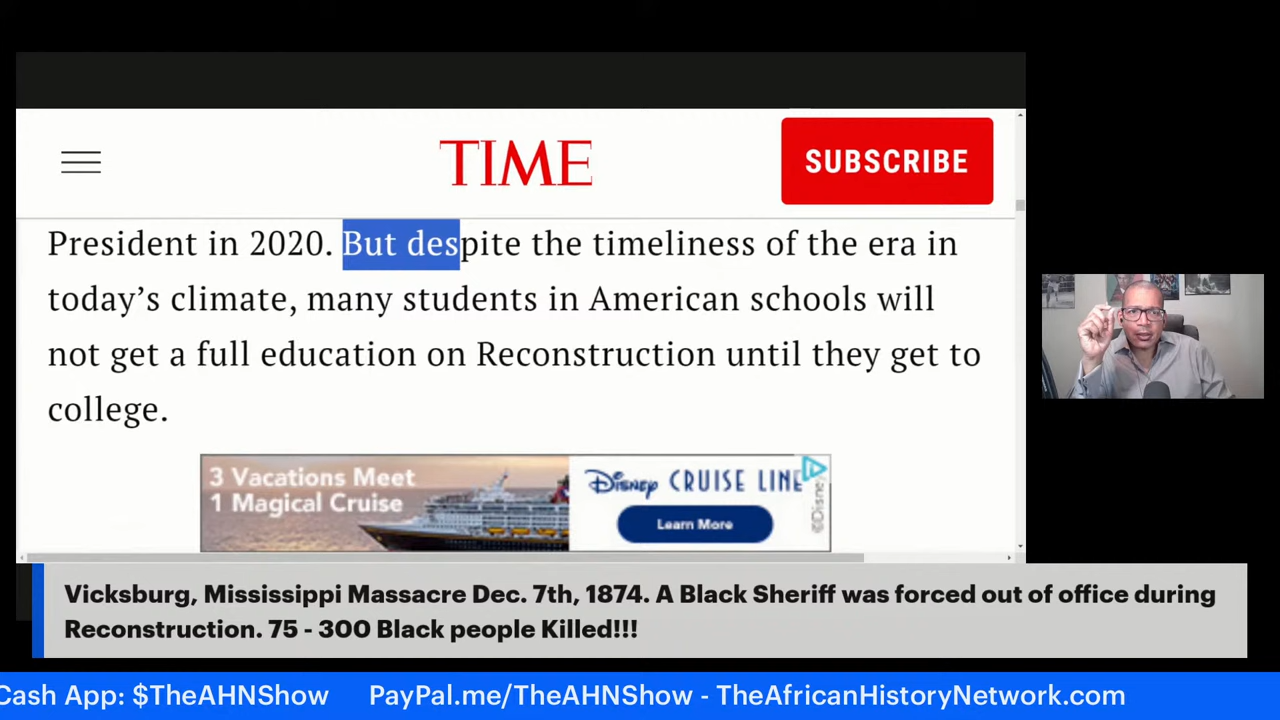 TIME
SUBSCRIBE
President in 2020. But despite the timeliness of the era in
today’s climate, many students in American schools will
not get a full education on Reconstruction until they get to
college.
3 Vacations Meet
1 Magical Cruise
Disney CRUISE LINE
Learn More
©Disney
Vicksburg, Mississippi Massacre Dec. 7th, 1874. A Black Sheriff was forced out of office during
Reconstruction. 75 - 300 Black people Killed!!!
Cash App: $TheAHNShow PayPal.me/TheAHNShow - TheAfricanHistoryNetwork.com